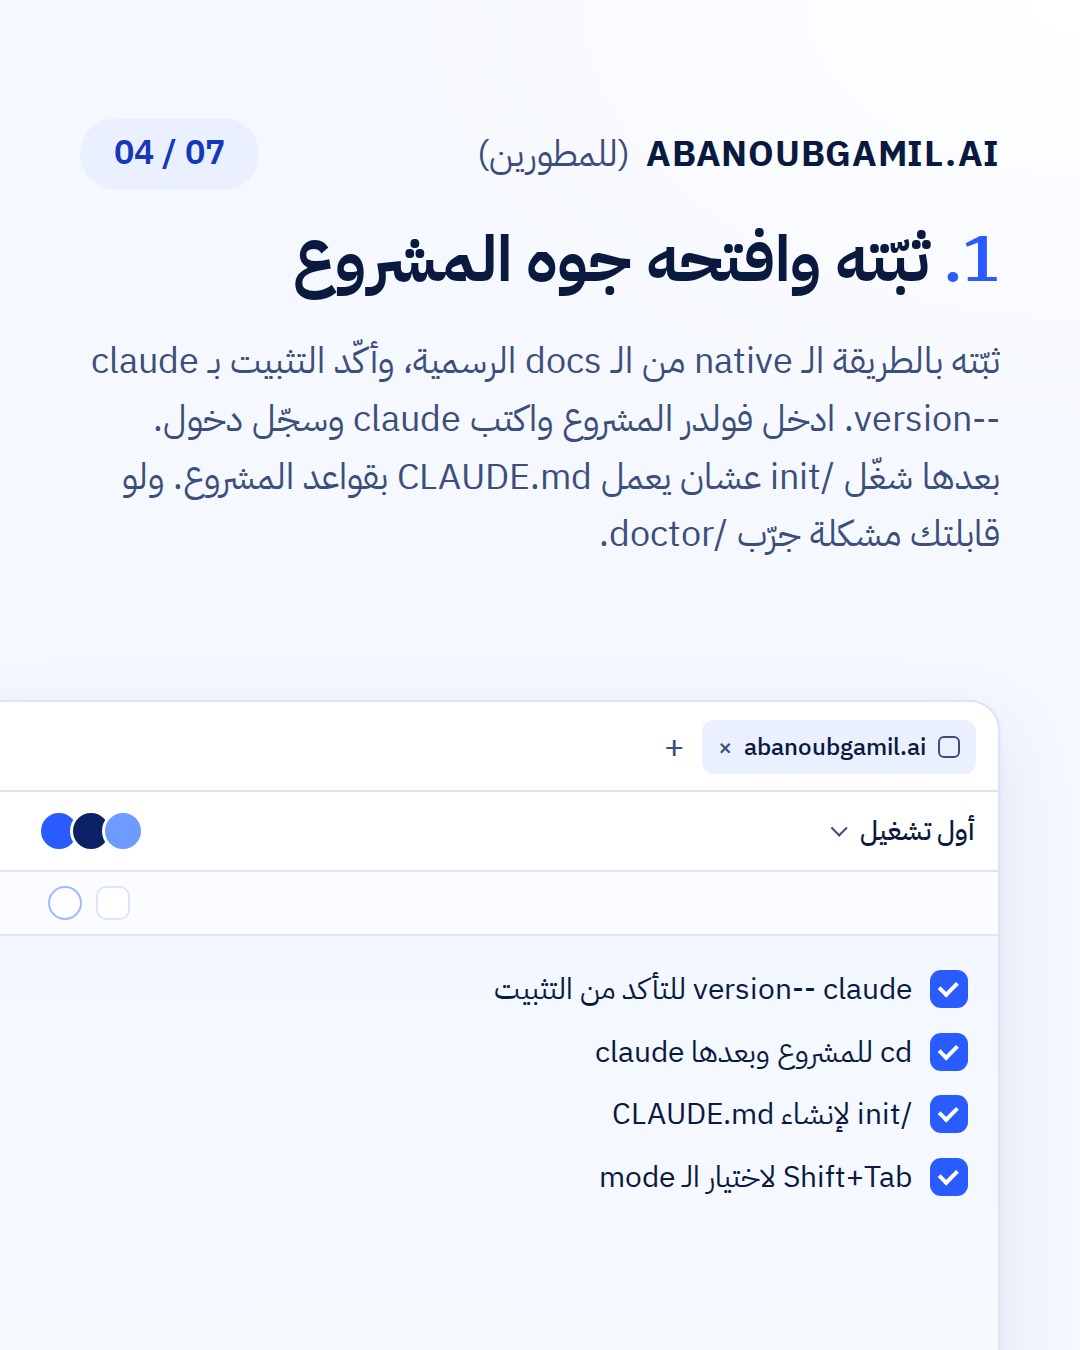 ABANOUBGAMIL.AI (للمطورين)
04 / 07
1. ثبّته وافتحه جوه المشروع
ثبّته بالطريقة الـ native من الـ docs الرسمية، وأكّد التثبيت بـ claude
--version. ادخل فولدر المشروع واكتب claude وسجّل دخول.
بعدها شغّل /init عشان يعمل CLAUDE.md بقواعد المشروع. ولو
قابلتك مشكلة جرّب /doctor.
abanoubgamil.ai × +
أول تشغيل
claude --version للتأكد من التثبيت
cd للمشروع وبعدها claude
/init لإنشاء CLAUDE.md
Shift+Tab لاختيار الـ mode